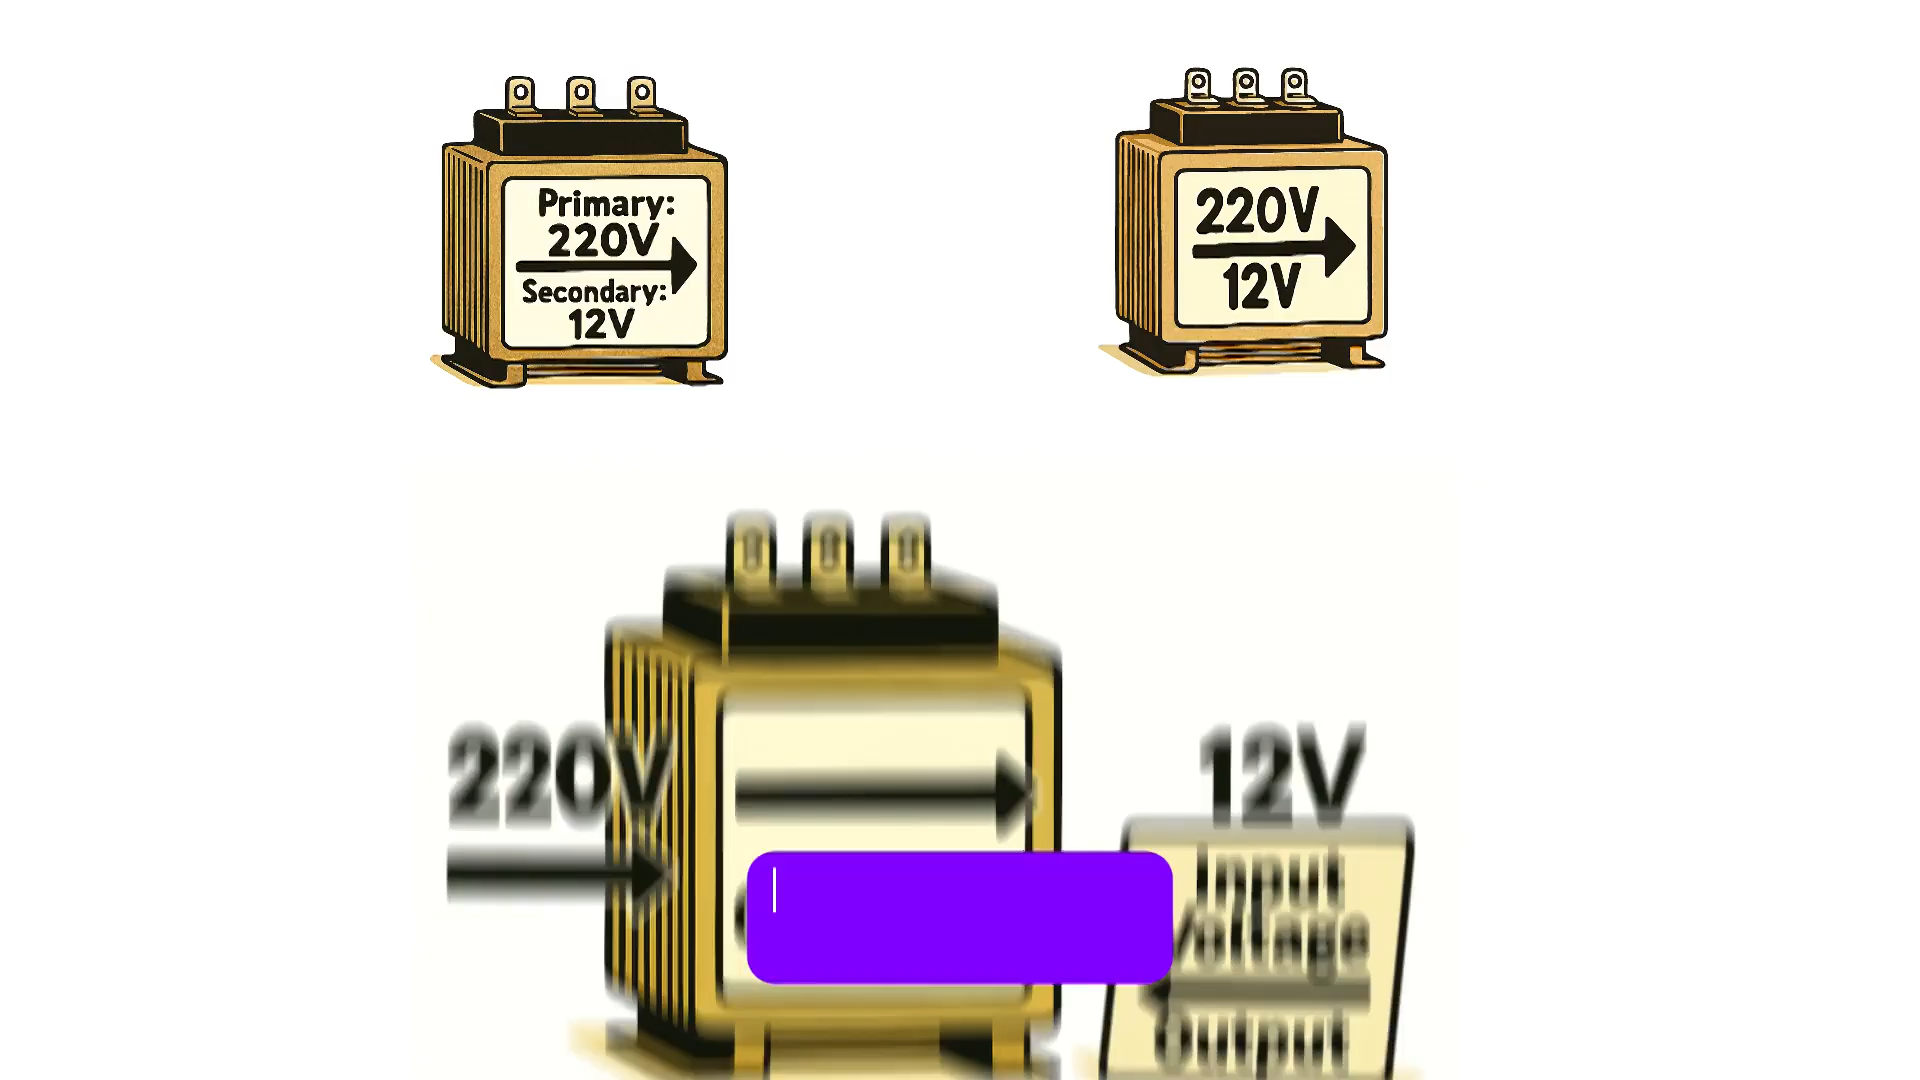 Primary:
220V
Secondary:
12V
220V
12V
220V
12V
Input
Voltage
Output